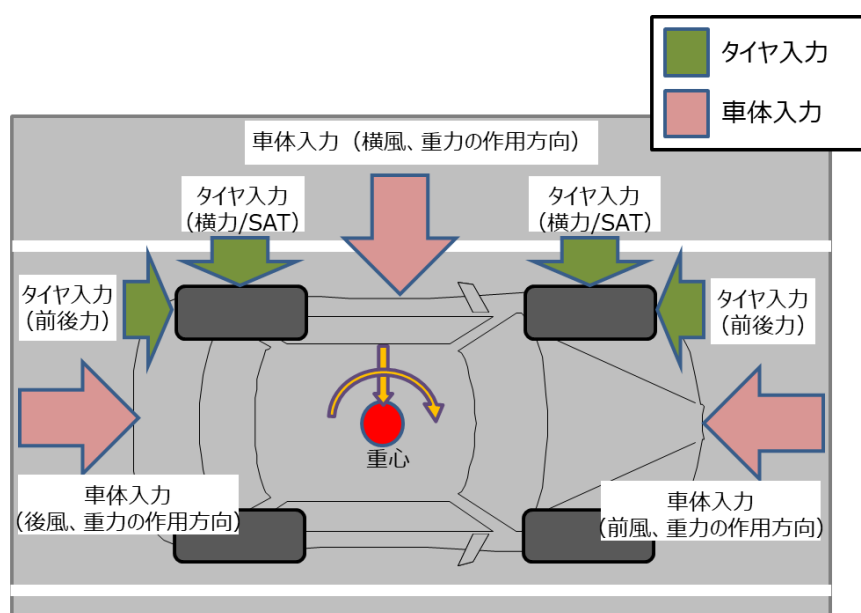 タイヤ入力
車体入力
車体入力（横風、重力の作用方向）
タイヤ入力
（横力/SAT）
タイヤ入力
（横力/SAT）
タイヤ入力
（前後力）
タイヤ入力
（前後力）
重心
車体入力
（後風、重力の作用方向）
車体入力
（前風、重力の作用方向）